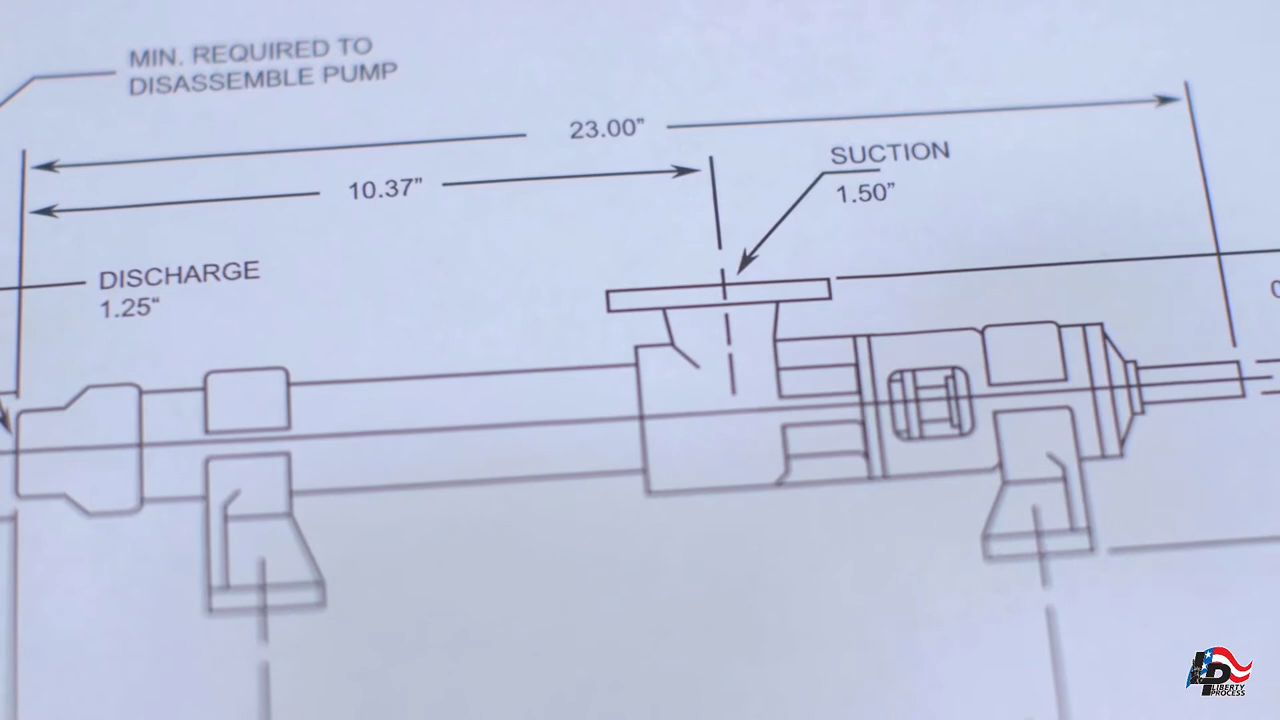 MIN. REQUIRED TO
DISASSEMBLE PUMP
23.00”
10.37”
SUCTION
1.50”
DISCHARGE
1.25“
LIBERTY
PROCESS